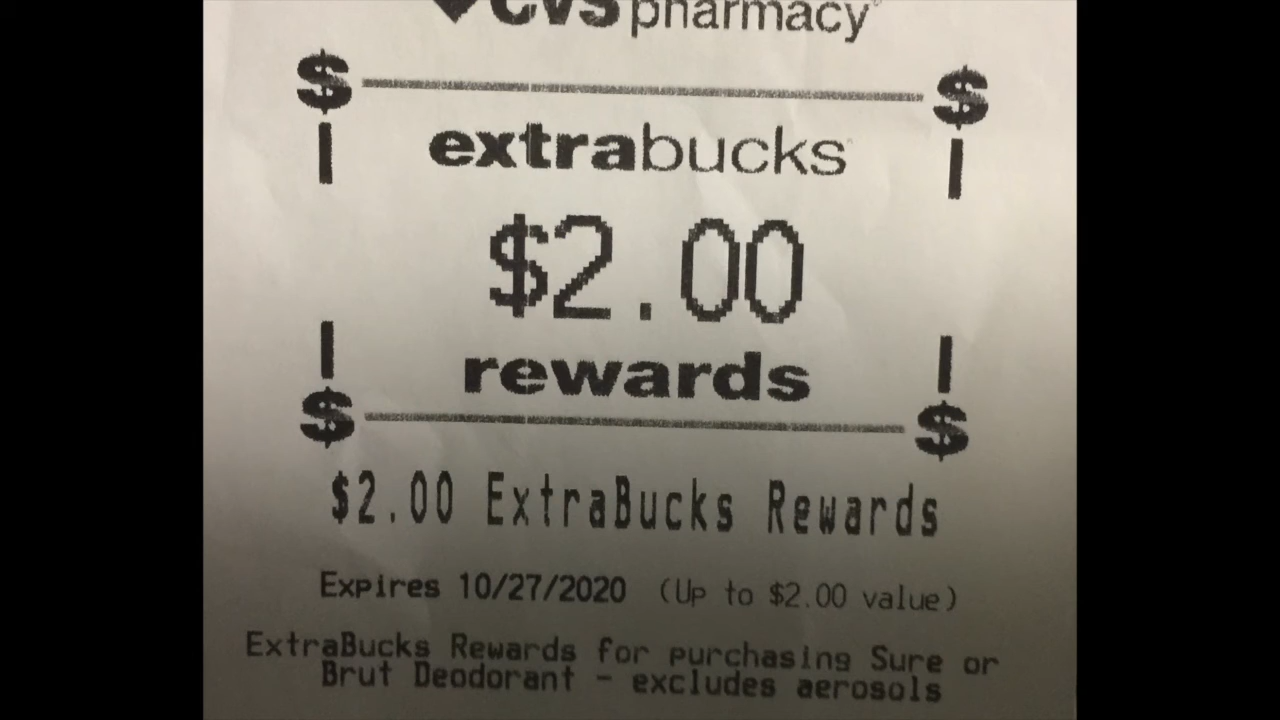 CVS pharmacy
$ $
extrabucks
$2.00
rewards
$ $
$2.00 ExtraBucks Rewards
Expires 10/27/2020 (Up to $2.00 value)
ExtraBucks Rewards for purchasing Sure or
Brut Deodorant - excludes aerosols